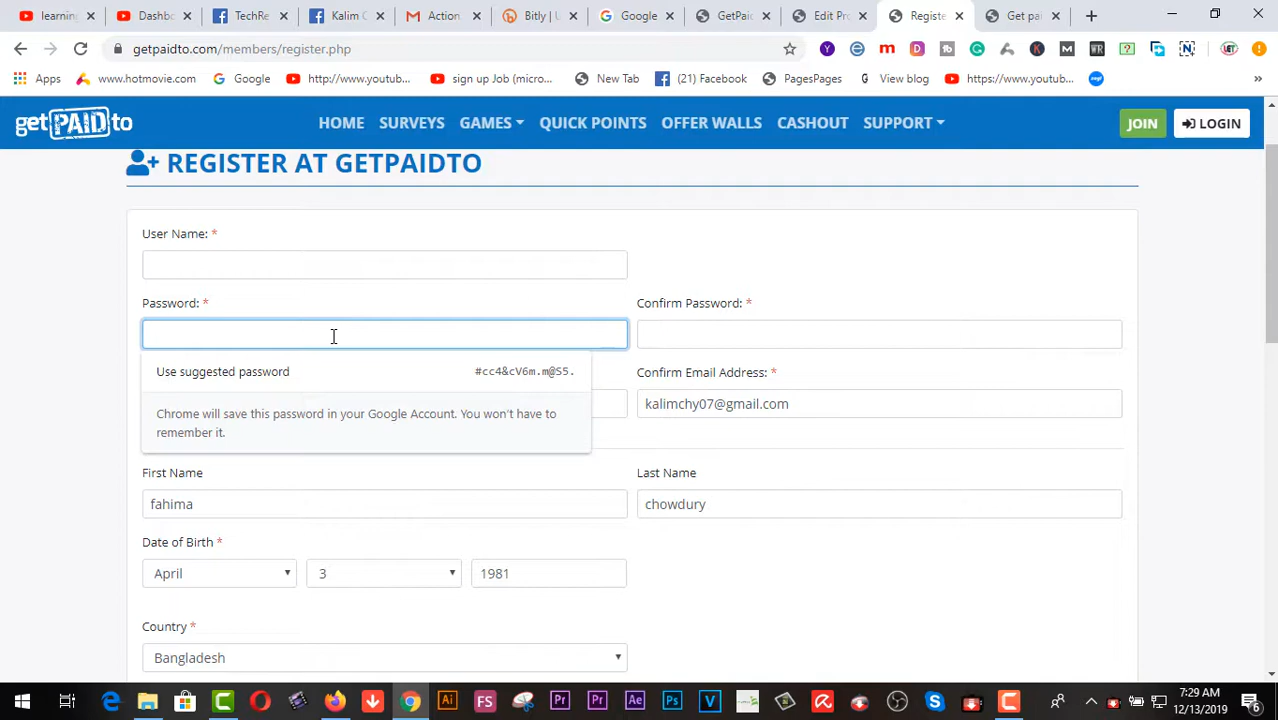 learning
Dashbo
TechRe
Kalim C
Action
Bitly | U
Google
GetPaid
Edit Pro
Registe
Get pai
getpaidto.com/members/register.php
Apps
www.hotmovie.com
Google
http://www.youtub...
sign up Job (micro...
New Tab
(21) Facebook
PagesPages
View blog
https://www.youtub...
getPAIDto
HOME
SURVEYS
GAMES
QUICK POINTS
OFFER WALLS
CASHOUT
SUPPORT
JOIN
LOGIN
REGISTER AT GETPAIDTO
User Name: *
Password: *
Confirm Password: *
Use suggested password
#cc4&cV6m.m@S5.
Chrome will save this password in your Google Account. You won't have to
remember it.
Confirm Email Address: *
kalimchy07@gmail.com
First Name
Last Name
fahima
chowdury
Date of Birth *
April
3
1981
Country *
Bangladesh
7:29 AM
12/13/2019